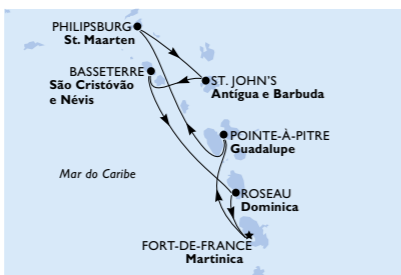 PHILIPSBURG
St. Maarten
BASSETERRE
São Cristóvão
e Névis
ST. JOHN'S
Antígua e Barbuda
POINTE-À-PITRE
Guadalupe
Mar do Caribe
ROSEAU
Dominica
FORT-DE-FRANCE
Martinica